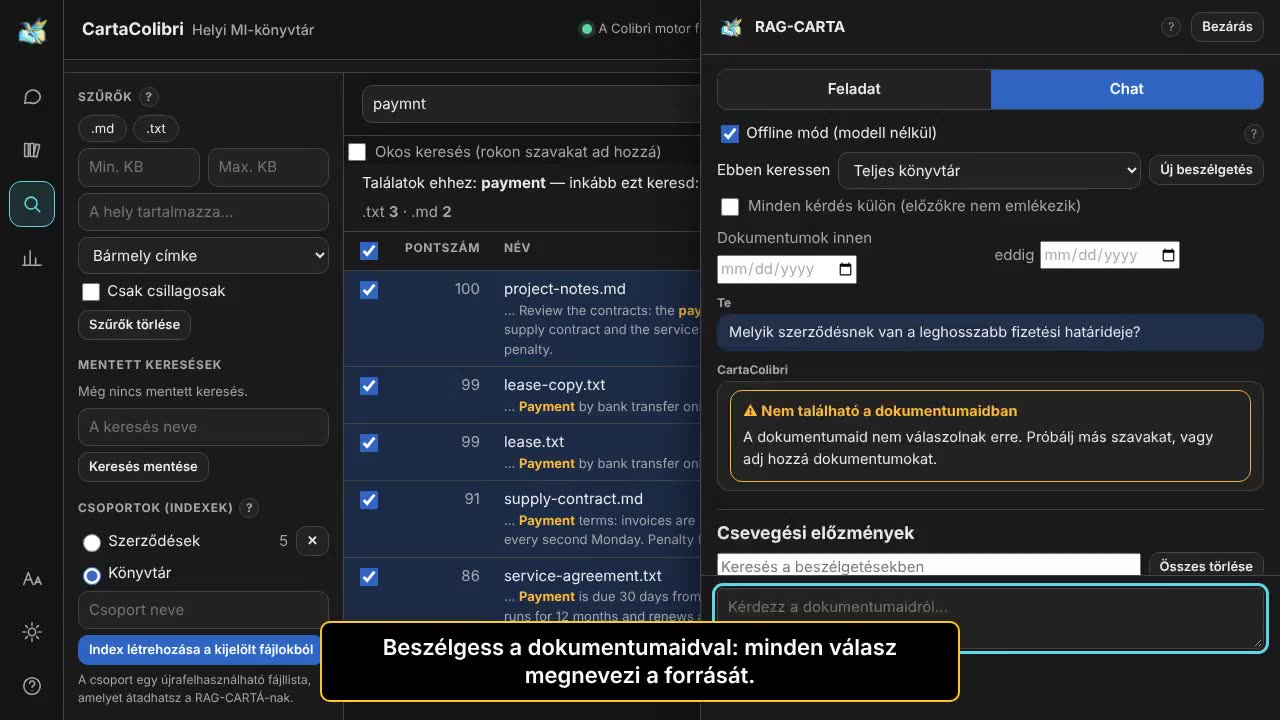 CartaColibri Helyi MI-könyvtár
A Colibrì motor f
SZŰRŐK ?
.md .txt
Min. KB Max. KB
A hely tartalmazza...
Bármely címke
Csak csillagosak
Szűrők törlése
MENTETT KERESÉSEK
Még nincs mentett keresés.
A keresés neve
Keresés mentése
CSOPORTOK (INDEXEK) ?
Szerződések 5 ✕
Könyvtár
Csoport neve
Index létrehozása a kijelölt fájlokból
A csoport egy újrafelhasználható fájllista,
amelyet átadhatsz a RAG-CARTÁ-nak.
paymnt
Okos keresés (rokon szavakat ad hozzá)
Találatok ehhez: payment — inkább ezt keresd:
.txt 3 · .md 2
PONTSZÁM NÉV
100 project-notes.md
... Review the contracts: the pay
supply contract and the service
penalty.
99 lease-copy.txt
... Payment by bank transfer onl
99 lease.txt
... Payment by bank transfer onl
91 supply-contract.md
... Payment terms: invoices are
every second Monday. Penalty f
86 service-agreement.txt
... Payment is due 30 days from
runs for 12 months and renews
RAG-CARTA ? Bezárás
Feladat Chat
Offline mód (modell nélkül) ?
Ebben keressen Teljes könyvtár Új beszélgetés
Minden kérdés külön (előzőkre nem emlékezik)
Dokumentumok innen
mm/dd/yyyy eddig mm/dd/yyyy
Te
Melyik szerződésnek van a leghosszabb fizetési határideje?
CartaColibri
⚠ Nem található a dokumentumaidban
A dokumentumaid nem válaszolnak erre. Próbálj más szavakat, vagy
adj hozzá dokumentumokat.
Csevegési előzmények
Keresés a beszélgetésekben Összes törlése
Kérdezz a dokumentumaidról...
Beszélgess a dokumentumaidval: minden válasz
megnevezi a forrását.